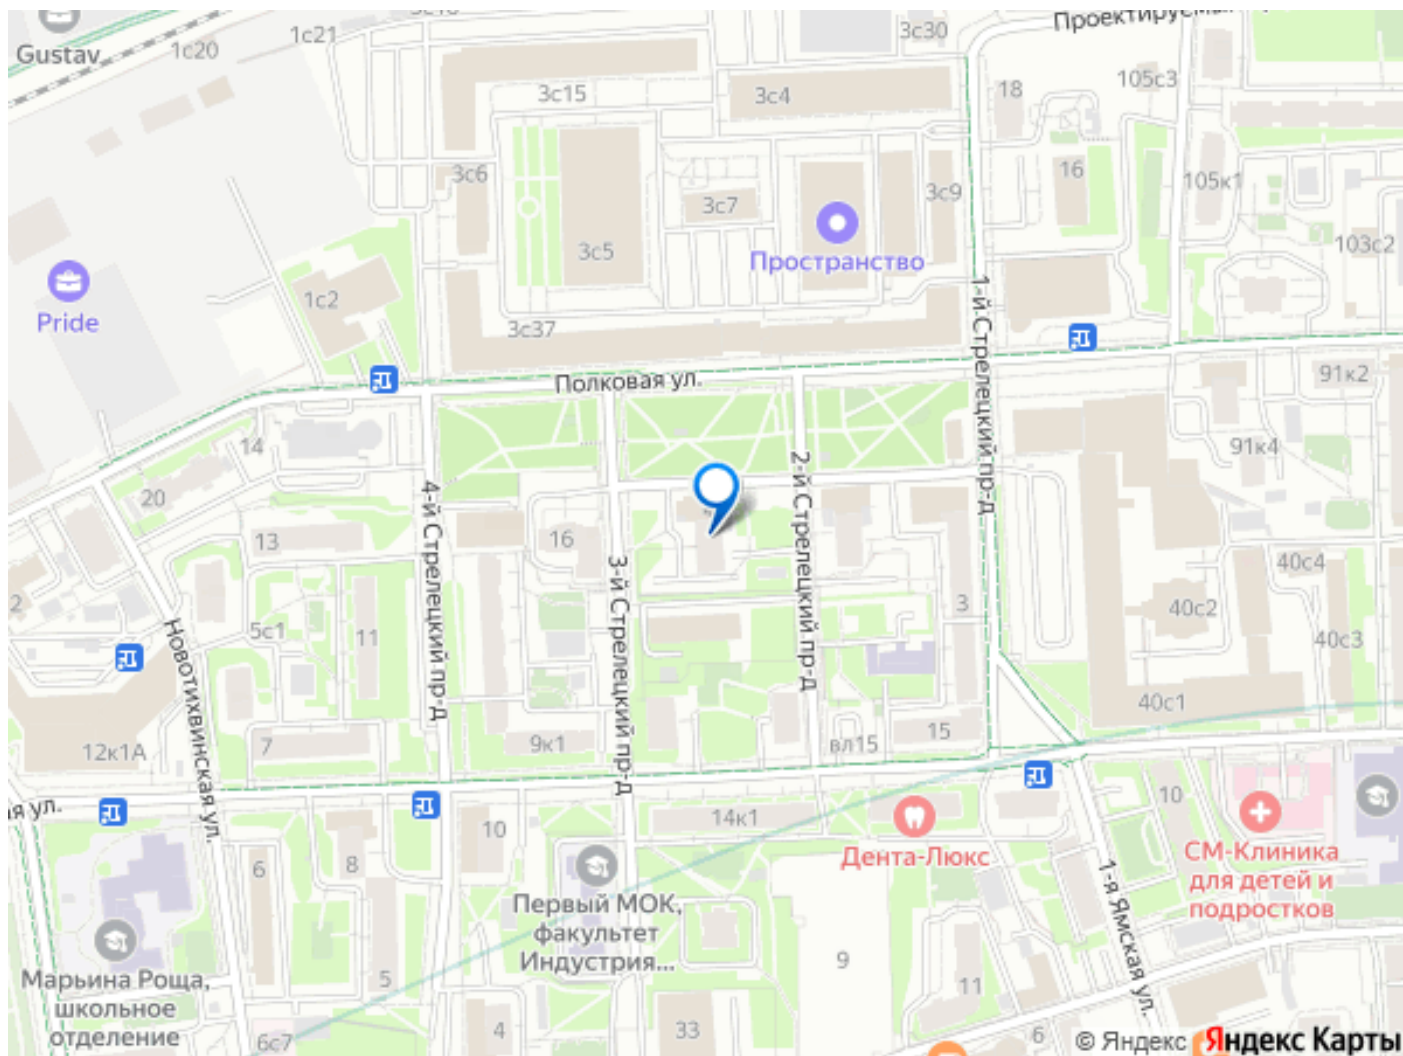 Gustav
1с20
1с21
3с15
3с4
3с30
Проектируемый
105с3
18
16
105к1
103с2
3с6
3с7
3с9
3с5
Пространство
1с2
Pride
3с37
1-й Стрелецкий пр-д
Полковая ул.
91к2
91к4
14
20
4-й Стрелецкий пр-д
2-й Стрелецкий пр-д
13
16
3-й Стрелецкий пр-д
40с4
40с2
40с3
2
5с1
11
3
Новотихвинская ул.
40с1
12к1А
7
9к1
вл15
15
ая ул.
10
14к1
Дента-Люкс
10
СМ-Клиника
для детей и
подростков
6
8
1-я Ямская ул.
Первый МОК,
факультет
Индустрия...
9
Марьина Роща,
школьное
отделение
5
11
4
33
6
6с7
© Яндекс Яндекс Карты